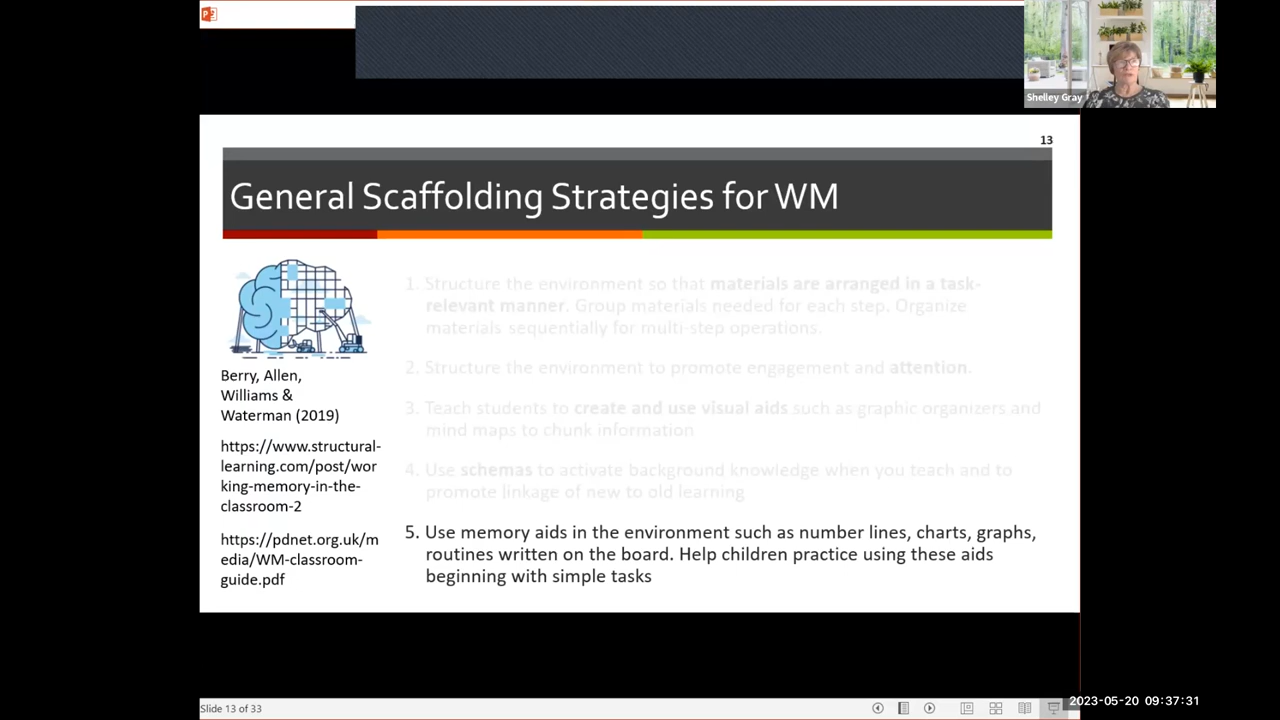 Shelley Gray
13
General Scaffolding Strategies for WM
Berry, Allen,
Williams &
Waterman (2019)
https://www.structural-
learning.com/post/wor
king-memory-in-the-
classroom-2
https://pdnet.org.uk/m
edia/WM-classroom-
guide.pdf
1. Structure the environment so that materials are arranged in a task-
relevant manner. Group materials needed for each step. Organize
materials sequentially for multi-step operations.
2. Structure the environment to promote engagement and attention.
3. Teach students to create and use visual aids such as graphic organizers and
mind maps to chunk information
4. Use schemas to activate background knowledge when you teach and to
promote linkage of new to old learning
5. Use memory aids in the environment such as number lines, charts, graphs,
routines written on the board. Help children practice using these aids
beginning with simple tasks
Slide 13 of 33
2023-05-20 09:37:31